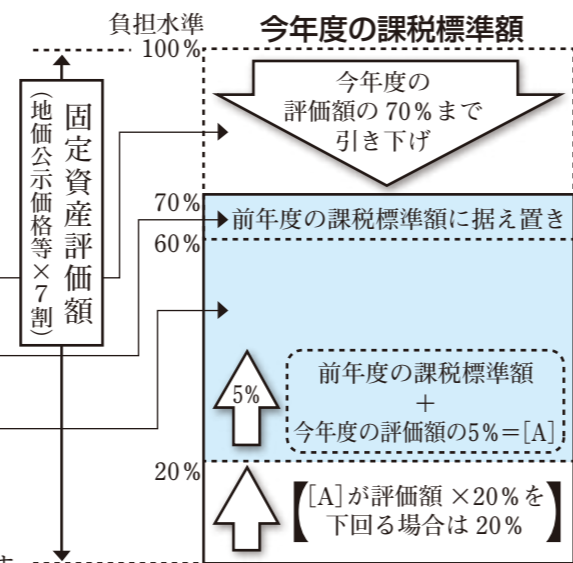 負担水準
今年度の課税標準額
100%
今年度の
評価額の70%まで
引き下げ
固定資産評価額
(地価公示価格等×7割)
70%
前年度の課税標準額に据え置き
60%
5%
前年度の課税標準額
+
今年度の評価額の5%=[A]
20%
【[A]が評価額×20%を
下回る場合は20%】